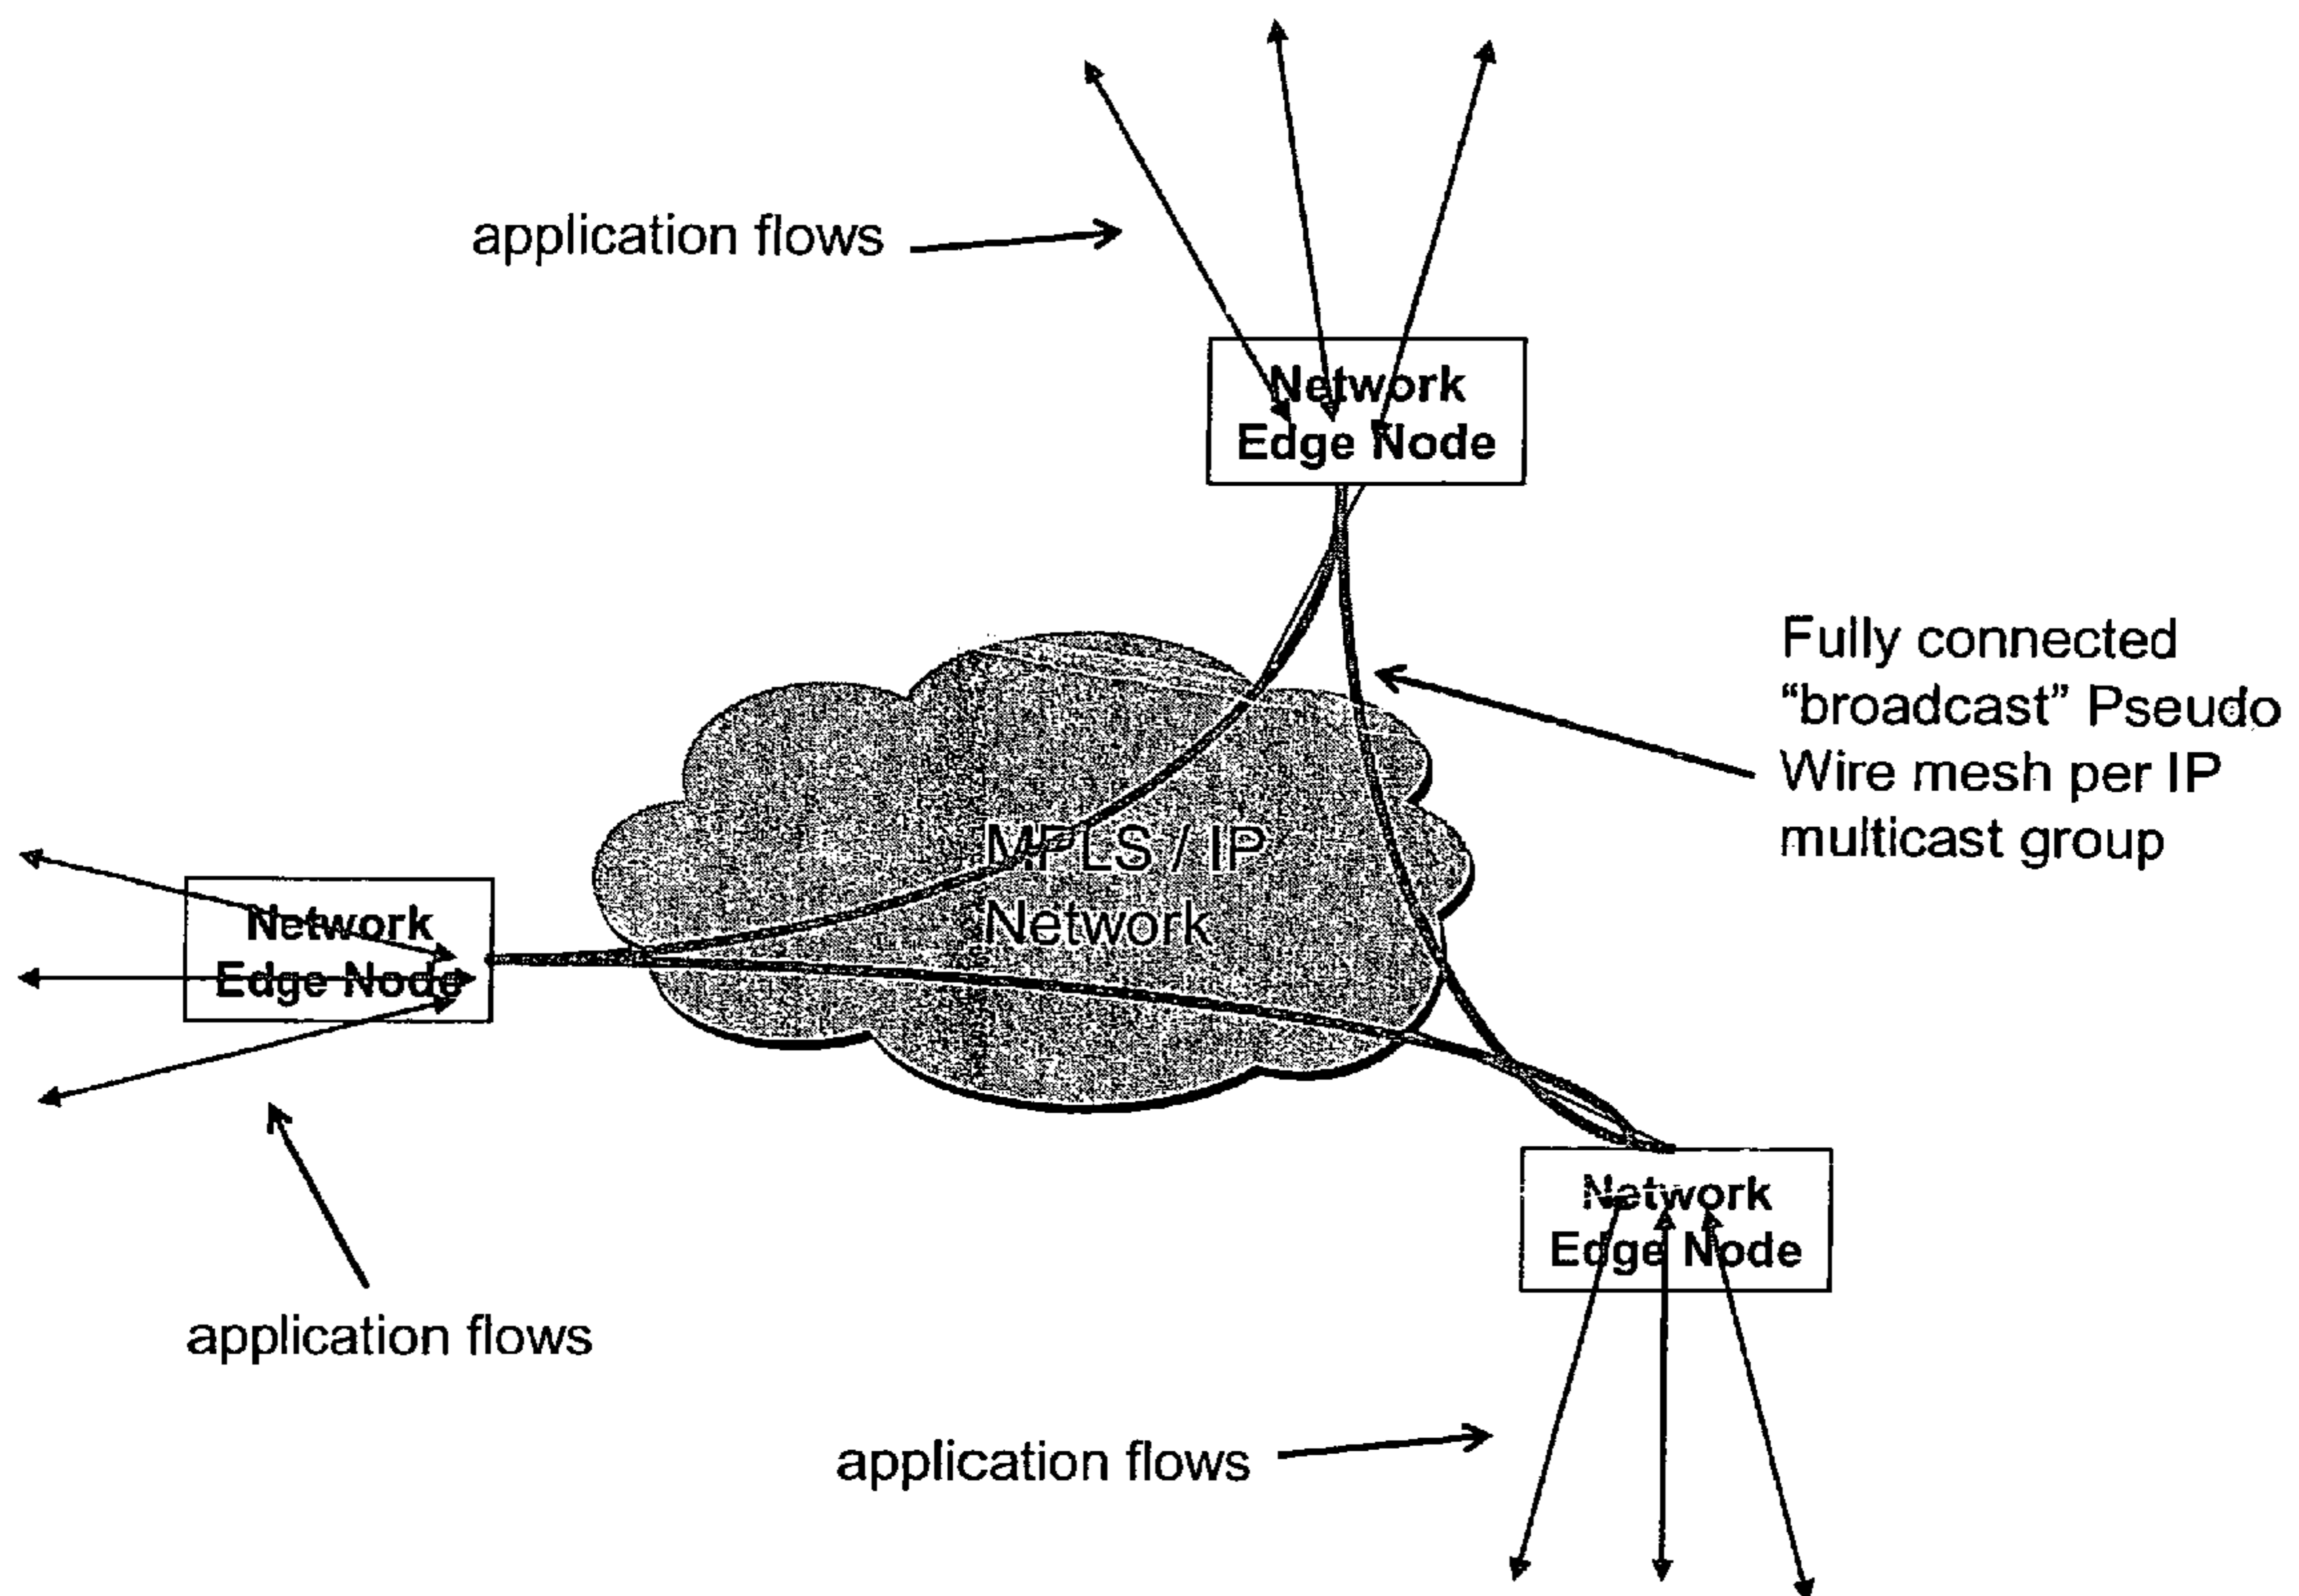 application flows
Network
Edge Node
Fully connected
“broadcast” Pseudo
Wire mesh per IP
multicast group
MPLS / IP
Network
Network
Edge Node
Network
Edge Node
application flows
application flows